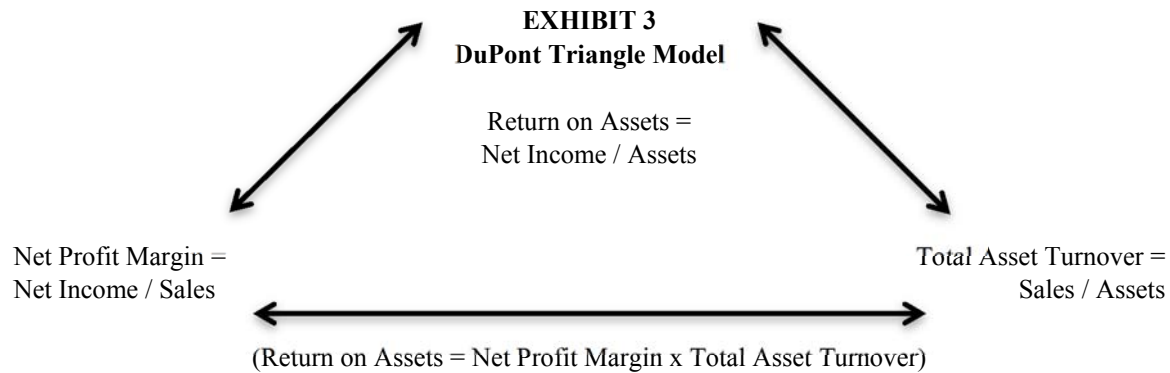 EXHIBIT 3
DuPont Triangle Model
Return on Assets =
Net Income / Assets
Net Profit Margin =
Net Income / Sales
Total Asset Turnover =
Sales / Assets
(Return on Assets = Net Profit Margin x Total Asset Turnover)